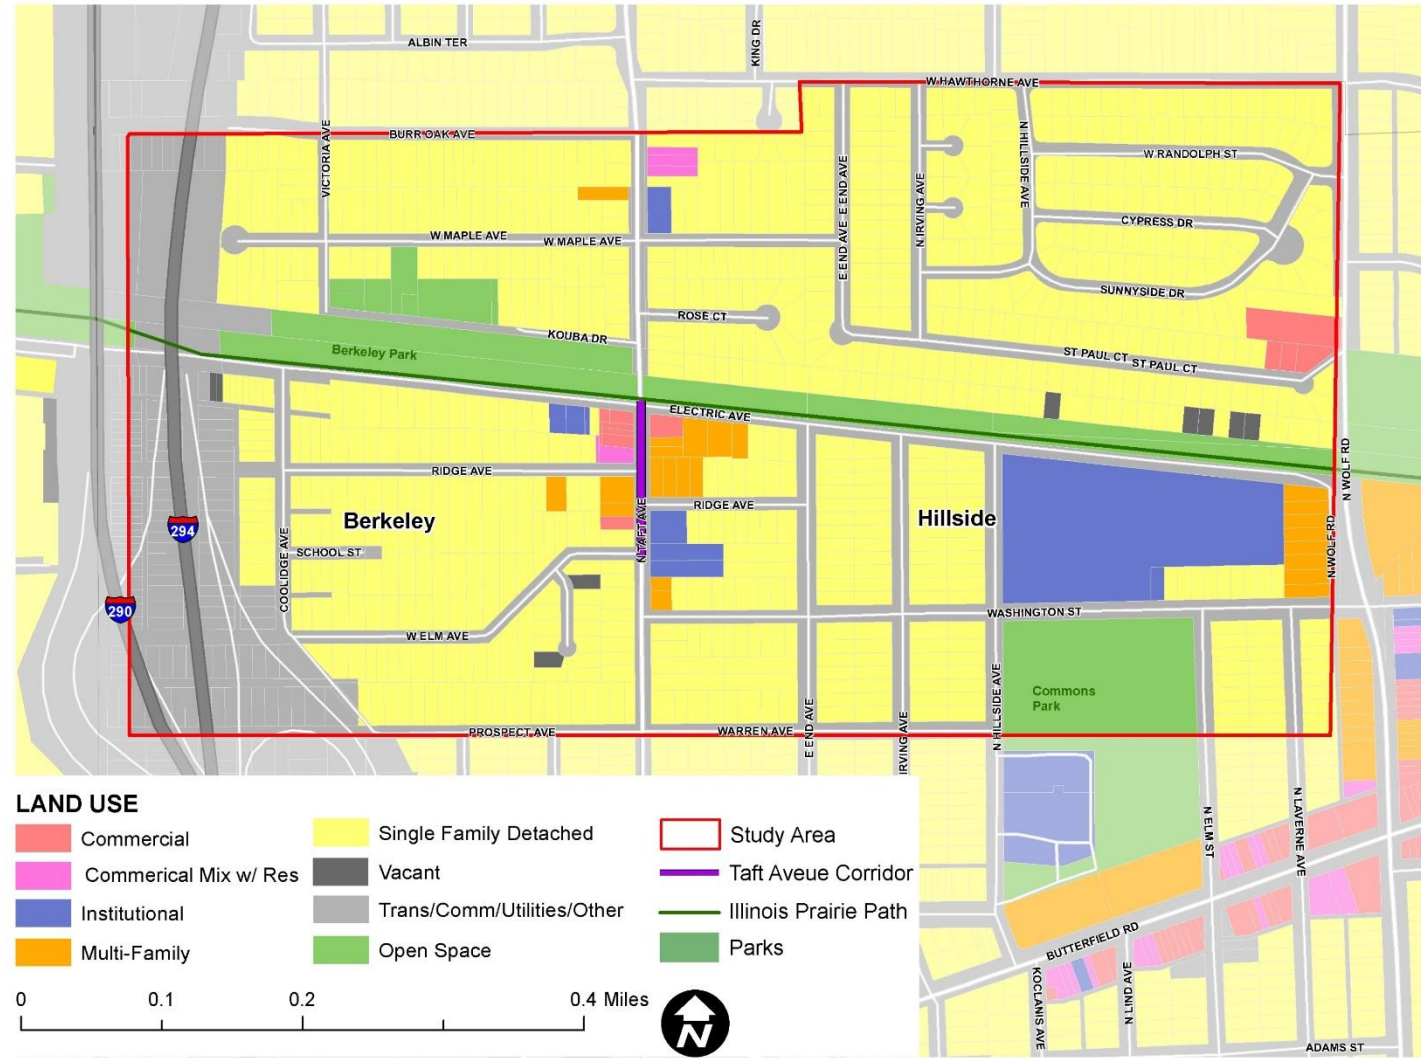 ALBIN TER
KING DR
W HAWTHORNE AVE
BURR OAK AVE
VICTORIA AVE
N HILLSIDE AVE
W RANDOLPH ST
E END AVE
E END AVE
N IRVING AVE
CYPRESS DR
W MAPLE AVE
W MAPLE AVE
SUNNYSIDE DR
ROSE CT
KOUBA DR
Berkeley Park
ST PAUL CT
ST PAUL CT
ELECTRIC AVE
N WOLF RD
RIDGE AVE
RIDGE AVE
Berkeley
Hillside
294
N TAFT AVE
N WOLF RD
SCHOOL ST
COOLIDGE AVE
290
WASHINGTON ST
W ELM AVE
Commons
Park
N HILLSIDE AVE
E END AVE
IRVING AVE
PROSPECT AVE
WARREN AVE
LAND USE
Commercial
Commerical Mix w/ Res
Institutional
Multi-Family
Single Family Detached
Vacant
Trans/Comm/Utilities/Other
Open Space
Study Area
Taft Aveue Corridor
Illinois Prairie Path
Parks
0
0.1
0.2
0.4 Miles
N
N ELM ST
N LAVERNE AVE
BUTTERFIELD RD
KOCLANIS AVE
N LIND AVE
ADAMS ST